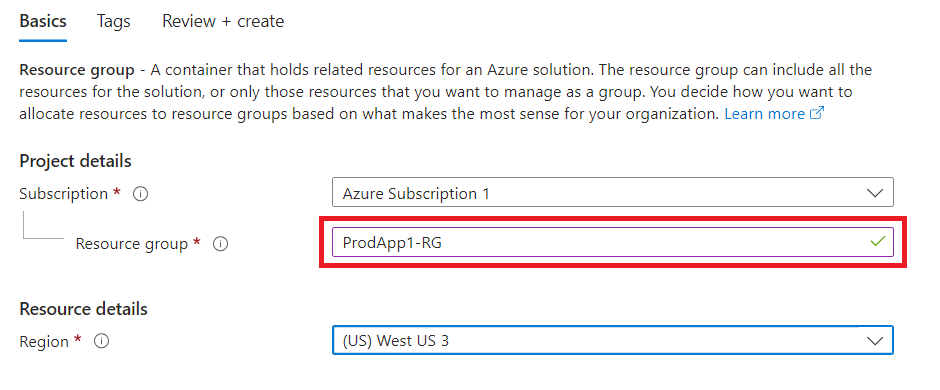 Basics Tags Review + create
Resource group - A container that holds related resources for an Azure solution. The resource group can include all the
resources for the solution, or only those resources that you want to manage as a group. You decide how you want to
allocate resources to resource groups based on what makes the most sense for your organization. Learn more
Project details
Subscription * Azure Subscription 1
Resource group * ProdApp1-RG
Resource details
Region * (US) West US 3